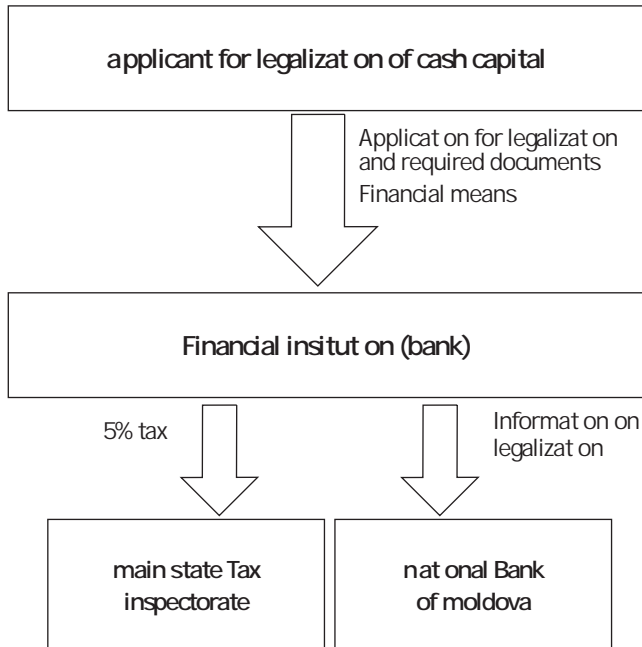 applicant for legalizat on of cash capital
Applicat on for legalizat on
and required documents
Financial means
Financial insitut on (bank)
5% tax
Informat on on
legalizat on
main state Tax
inspectorate
nat onal Bank
of moldova